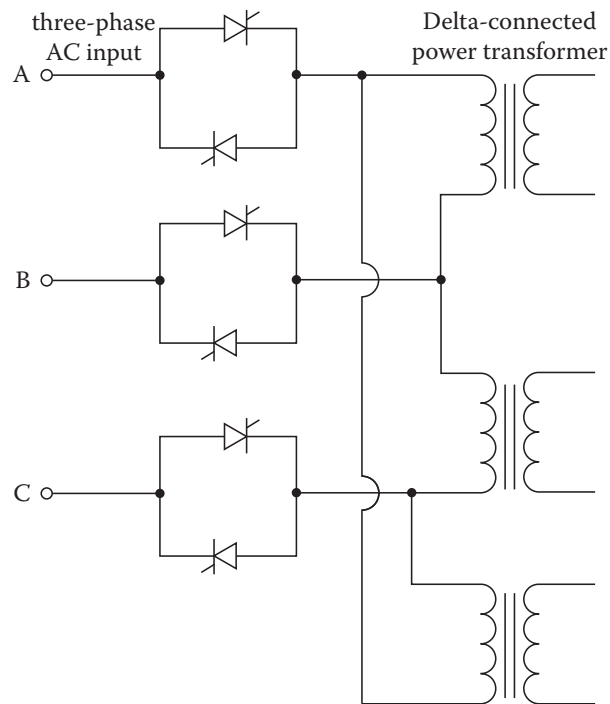 three-phase
AC input
Delta-connected
power transformer
A
B
C